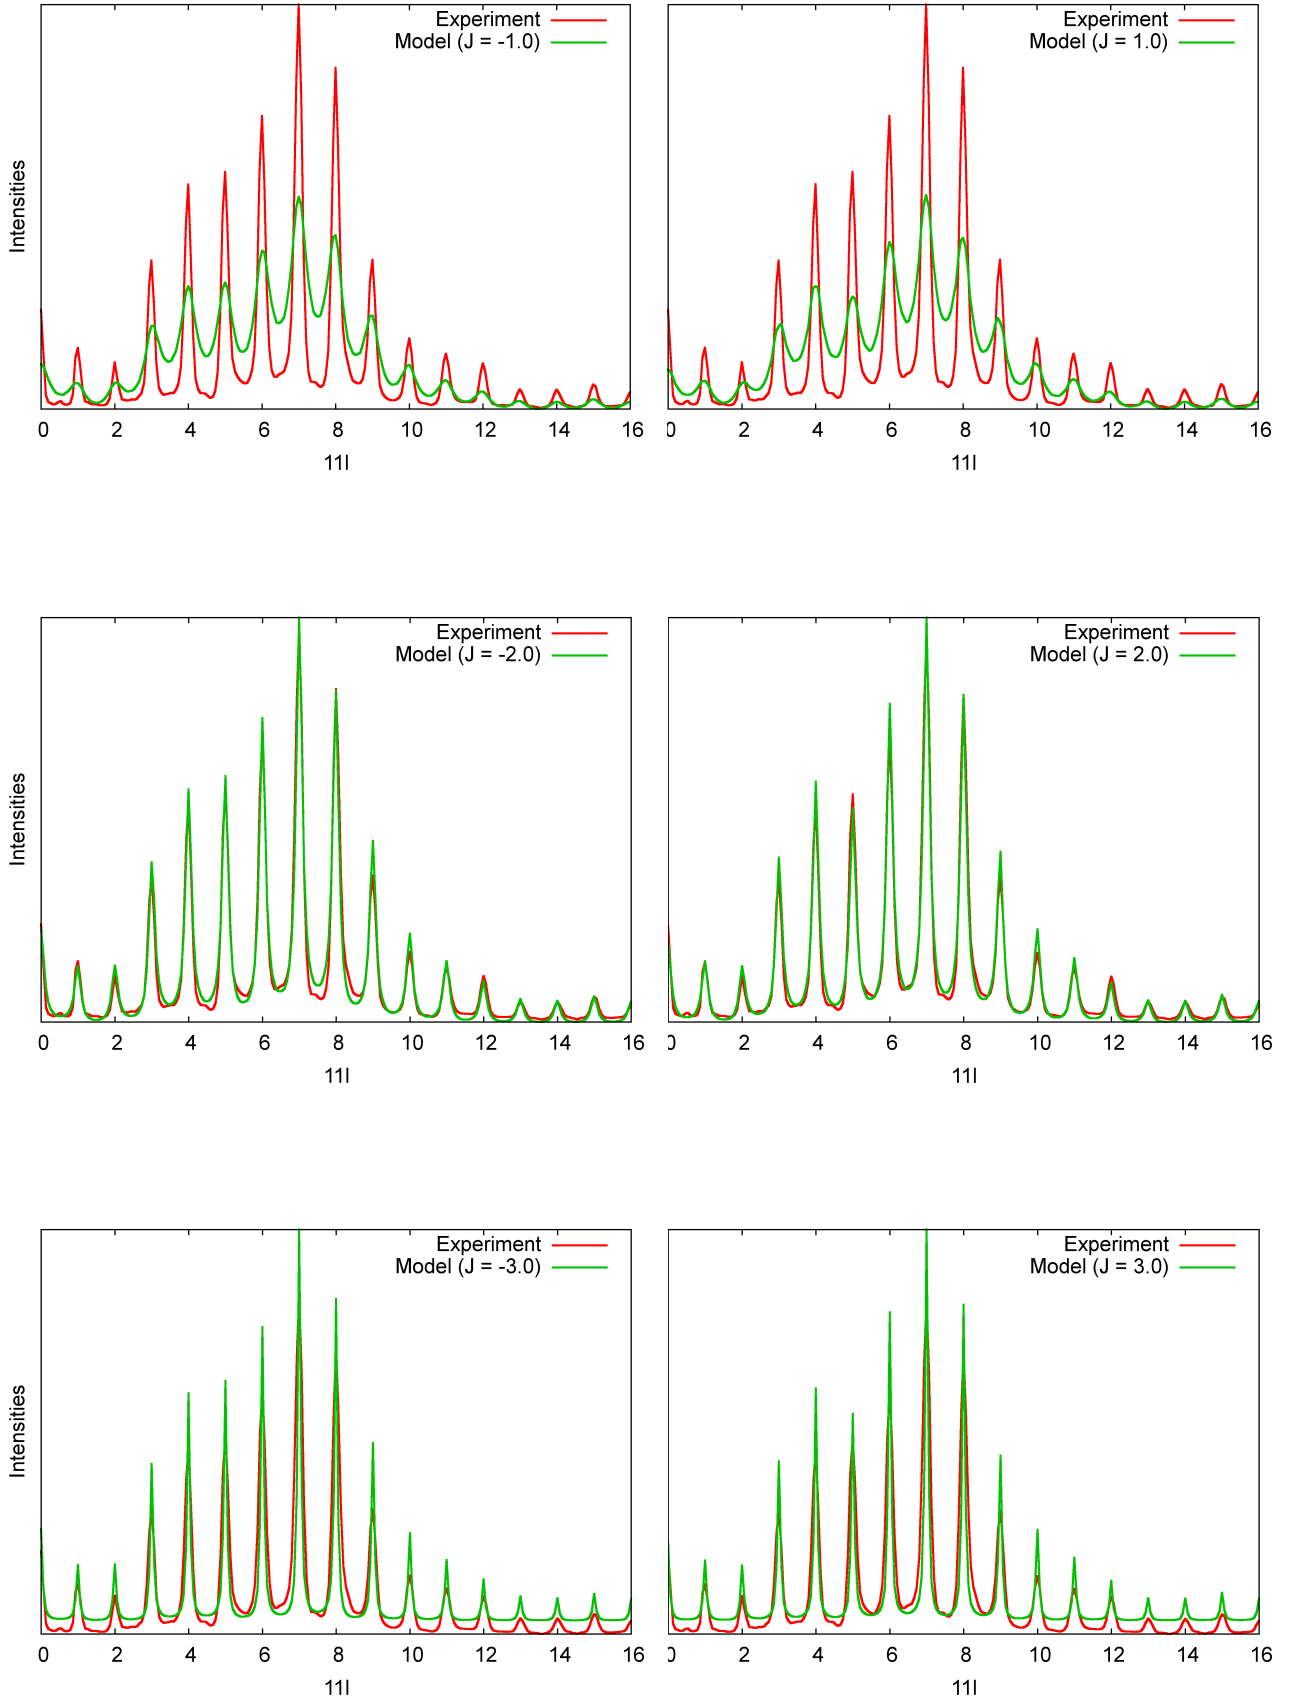 Experiment
Model (J = -1.0)
Intensities
0 2 4 6 8 10 12 14 16
11l
Experiment
Model (J = 1.0)
0 2 4 6 8 10 12 14 16
11l
Experiment
Model (J = -2.0)
Intensities
0 2 4 6 8 10 12 14 16
11l
Experiment
Model (J = 2.0)
0 2 4 6 8 10 12 14 16
11l
Experiment
Model (J = -3.0)
Intensities
0 2 4 6 8 10 12 14 16
11l
Experiment
Model (J = 3.0)
0 2 4 6 8 10 12 14 16
11l